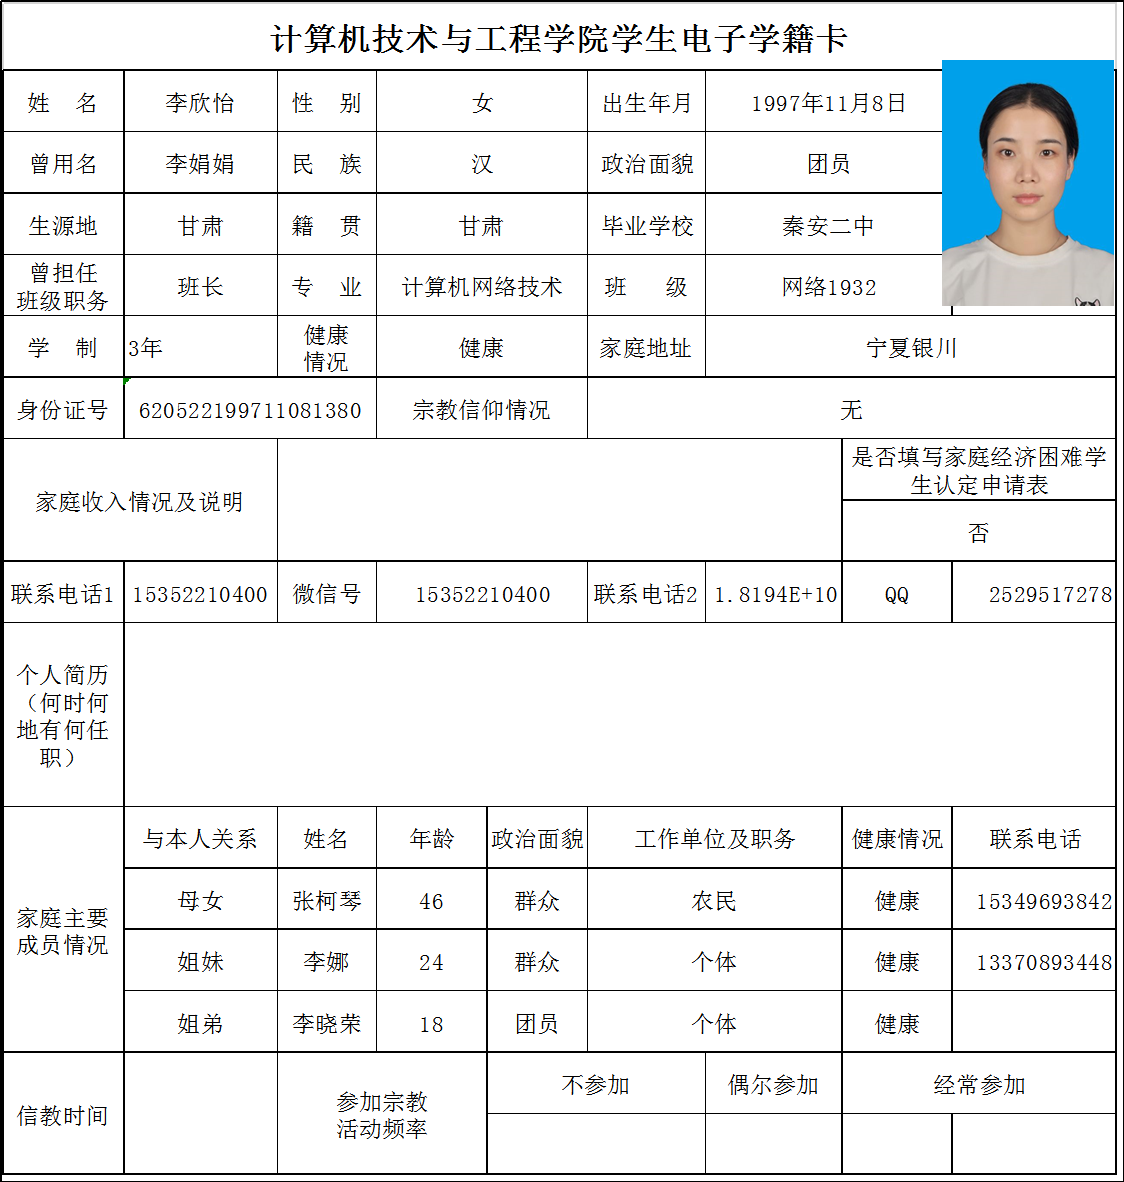 计算机技术与工程学院学生电子学籍卡
姓 名 李欣怡 性 别 女 出生年月 1997年11月8日
曾用名 李娟娟 民 族 汉 政治面貌 团员
生源地 甘肃 籍 贯 甘肃 毕业学校 秦安二中
曾担任
班级职务 班长 专 业 计算机网络技术 班 级 网络1932
学 制 3年 健康
情况 健康 家庭地址 宁夏银川
身份证号 620522199711081380 宗教信仰情况 无
家庭收入情况及说明
是否填写家庭经济困难学
生认定申请表
否
联系电话1 15352210400 微信号 15352210400 联系电话2 1.8194E+10 QQ 2529517278
个人简历
（何时何
地有何任
职）
家庭主要
成员情况
与本人关系 姓名 年龄 政治面貌 工作单位及职务 健康情况 联系电话
母女 张柯琴 46 群众 农民 健康 15349693842
姐妹 李娜 24 群众 个体 健康 13370893448
姐弟 李晓荣 18 团员 个体 健康
信教时间
参加宗教
活动频率
不参加 偶尔参加 经常参加